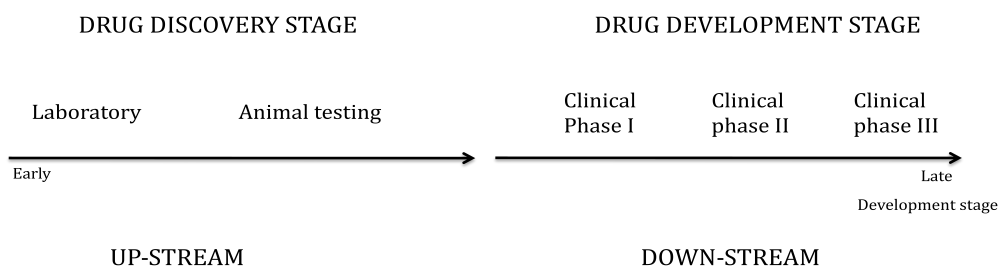 DRUG DISCOVERY STAGE
DRUG DEVELOPMENT STAGE
Laboratory
Animal testing
Clinical
Phase I
Clinical
phase II
Clinical
phase III
Early
Late
Development stage
UP-STREAM
DOWN-STREAM